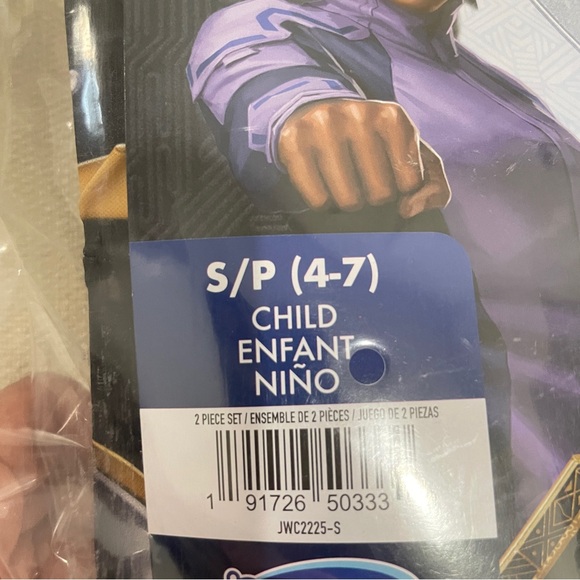 S/P (4-7)
CHILD
ENFANT
NIÑO
2 PIECE SET / ENSEMBLE DE 2 PIÈCES / JUEGO DE 2 PIEZAS
1 91726 50333
JWC2225-S